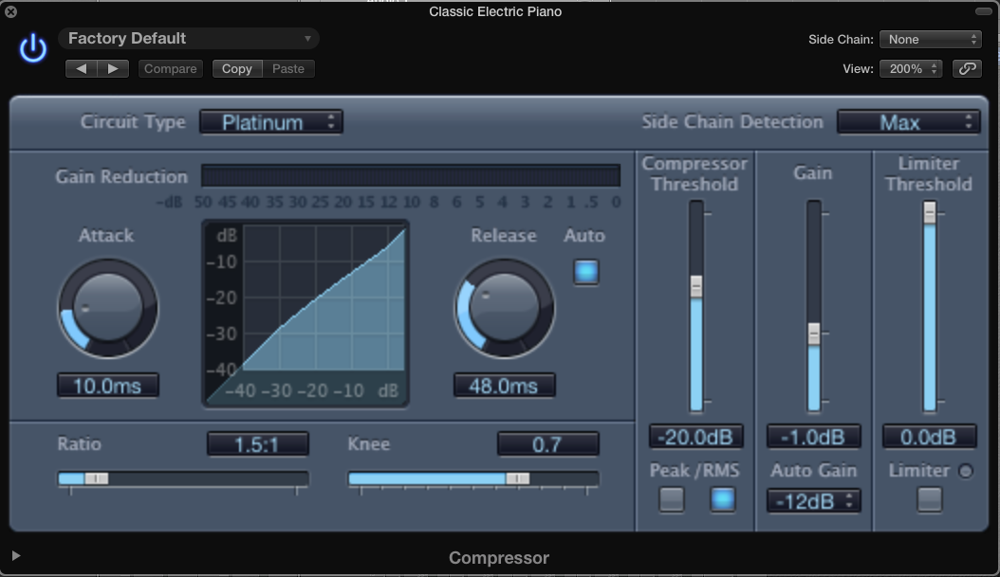 Classic Electric Piano
Factory Default
Side Chain: None
Compare Copy Paste
View: 200%
Circuit Type Platinum
Side Chain Detection Max
Gain Reduction
-dB 50 45 40 35 30 25 20 15 12 10 8 6 5 4 3 2 1 .5 0
Compressor
Threshold
Gain
Limiter
Threshold
Attack
dB
-10
-20
-30
-40
-40 -30 -20 -10 dB
Release
Auto
10.0ms
48.0ms
Ratio 1.5:1
Knee 0.7
-20.0dB
-1.0dB
0.0dB
Peak /RMS
Auto Gain
-12dB
Limiter
Compressor